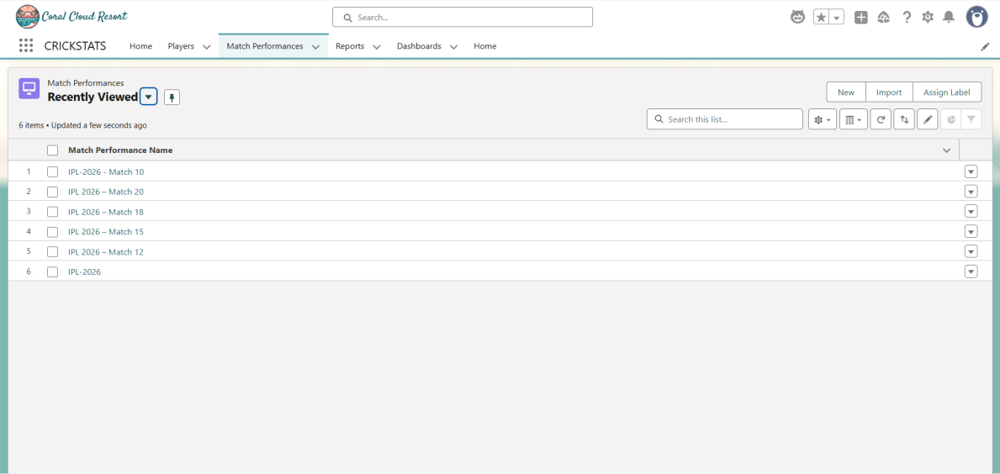 Coral Cloud Resort
Search...
CRICKSTATS
Home
Players
Match Performances
Reports
Dashboards
Home
Match Performances
Recently Viewed
New
Import
Assign Label
6 items • Updated a few seconds ago
Search this list...
Match Performance Name
1 IPL-2026 - Match 10
2 IPL 2026 – Match 20
3 IPL 2026 – Match 18
4 IPL 2026 – Match 15
5 IPL 2026 – Match 12
6 IPL-2026